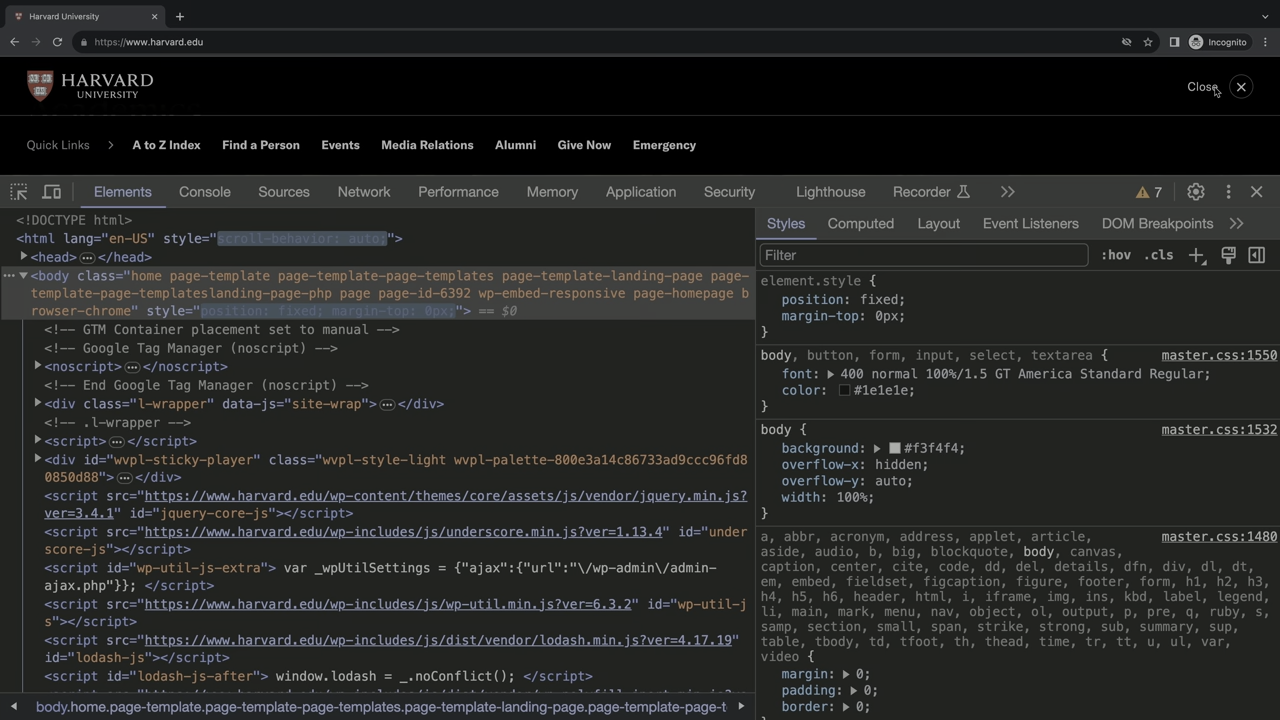 Harvard University
https://www.harvard.edu
Incognito
HARVARD
UNIVERSITY
Close
Quick Links
A to Z Index
Find a Person
Events
Media Relations
Alumni
Give Now
Emergency
Elements
Console
Sources
Network
Performance
Memory
Application
Security
Lighthouse
Recorder
7
<!DOCTYPE html>
<html lang="en-US" style="scroll-behavior: auto;">
<head> … </head>
<body class="home page-template page-template-page-templates page-template-landing-page page-
template-page-templateslanding-page-php page page-id-6392 wp-embed-responsive page-homepage b
rowser-chrome" style="position: fixed; margin-top: 0px;"> == $0
<!-- GTM Container placement set to manual -->
<!-- Google Tag Manager (noscript) -->
<noscript> … </noscript>
<!-- End Google Tag Manager (noscript) -->
<div class="l-wrapper" data-js="site-wrap"> … </div>
<!-- .l-wrapper -->
<script> … </script>
<div id="wvpl-sticky-player" class="wvpl-style-light wvpl-palette-800e3a14c86733ad9ccc96fd8
0850d88"> … </div>
<script src="https://www.harvard.edu/wp-content/themes/core/assets/js/vendor/jquery.min.js?
ver=3.4.1" id="jquery-core-js"></script>
<script src="https://www.harvard.edu/wp-includes/js/underscore.min.js?ver=1.13.4" id="under
score-js"></script>
<script id="wp-util-js-extra"> var _wpUtilSettings = {"ajax":{"url":"\/wp-admin\/admin-
ajax.php"}}; </script>
<script src="https://www.harvard.edu/wp-includes/js/wp-util.min.js?ver=6.3.2" id="wp-util-j
s"></script>
<script src="https://www.harvard.edu/wp-includes/js/dist/vendor/lodash.min.js?ver=4.17.19"
id="lodash-js"></script>
<script id="lodash-js-after"> window.lodash = _.noConflict(); </script>
body.home.page-template.page-template-page-templates.page-template-landing-page.page-template-page-t
Styles
Computed
Layout
Event Listeners
DOM Breakpoints
Filter
:hov
.cls
element.style {
position: fixed;
margin-top: 0px;
}
body, button, form, input, select, textarea {
master.css:1550
font: 400 normal 100%/1.5 GT America Standard Regular;
color: #1e1e1e;
}
body {
master.css:1532
background: #f3f4f4;
overflow-x: hidden;
overflow-y: auto;
width: 100%;
}
a, abbr, acronym, address, applet, article,
master.css:1480
aside, audio, b, big, blockquote, body, canvas,
caption, center, cite, code, dd, del, details, dfn, div, dl, dt,
em, embed, fieldset, figcaption, figure, footer, form, h1, h2, h3,
h4, h5, h6, header, html, i, iframe, img, ins, kbd, label, legend,
li, main, mark, menu, nav, object, ol, output, p, pre, q, ruby, s,
samp, section, small, span, strike, strong, sub, summary, sup,
table, tbody, td, tfoot, th, thead, time, tr, tt, u, ul, var,
video {
margin: 0;
padding: 0;
border: 0;